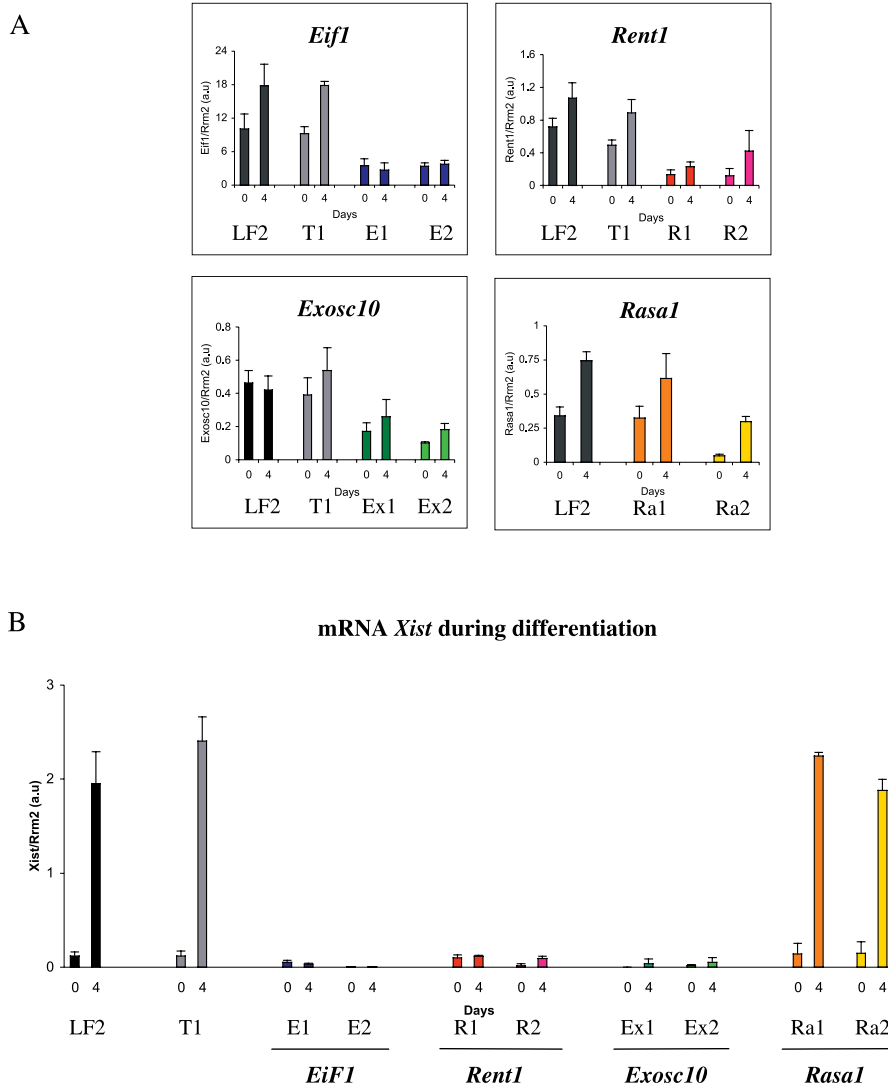 A
Eif1
Eif1/Rrm2 (a.u)
24
18
12
6
0
0 4 0 4 0 4 0 4
Days
LF2 T1 E1 E2
Rent1
Rent1/Rrm2 (a.u)
1.6
1.2
0.8
0.4
0
0 4 0 4 0 4 0 4
Days
LF2 T1 R1 R2
Exosc10
Exosc10/Rrm2 (a.u)
0.8
0.6
0.4
0.2
0
0 4 0 4 0 4 0 4
Days
LF2 T1 Ex1 Ex2
Rasa1
Rasa1/Rrm2 (a.u)
1
0.75
0.5
0.25
0
0 4 0 4 0 4
Days
LF2 Ra1 Ra2
B
mRNA Xist during differentiation
Xist/Rrm2 (a.u)
3
2
1
0
0 4 0 4 0 4 0 4 0 4 0 4 0 4 0 4 0 4 0 4
Days
LF2 T1 E1 E2 R1 R2 Ex1 Ex2 Ra1 Ra2
EiF1 Rent1 Exosc10 Rasa1